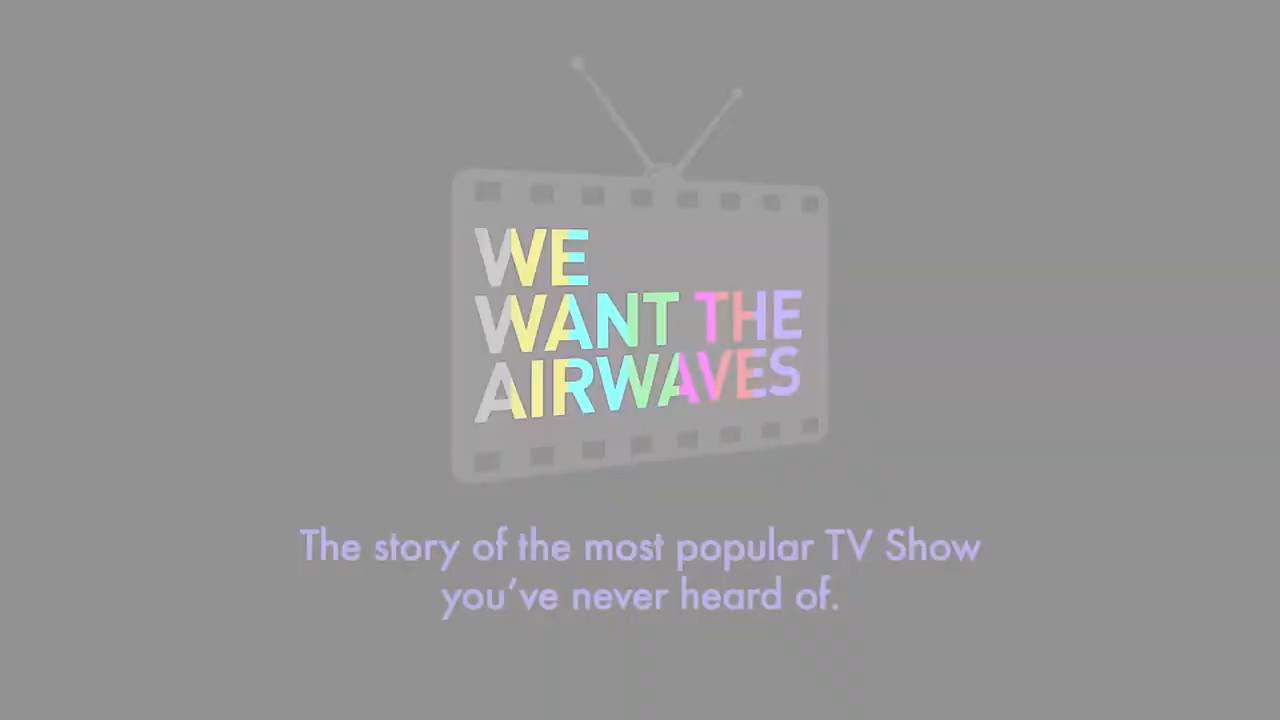 WE
WANT THE
AIRWAVES
The story of the most popular TV Show
you've never heard of.